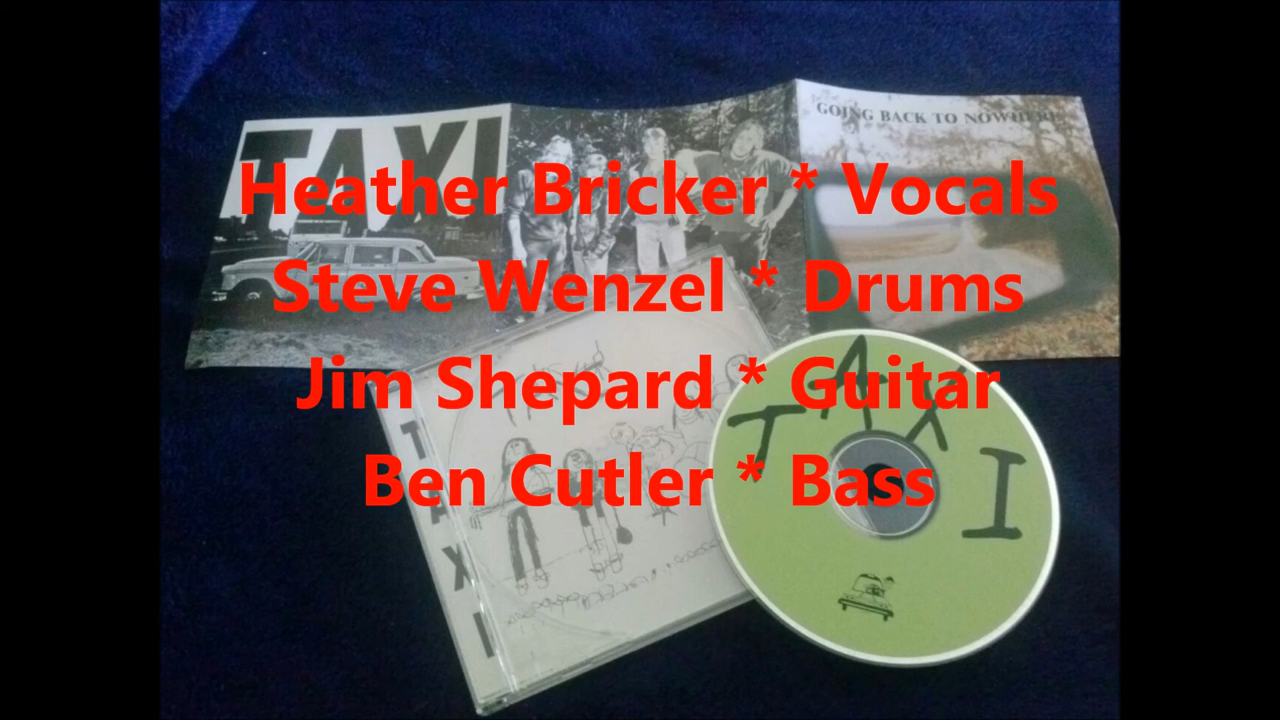 TAXI
GOING BACK TO NOWHERE
Heather Bricker * Vocals
Steve Wenzel * Drums
Jim Shepard * Guitar
Ben Cutler * Bass
TAXI
TAXI
TAXI